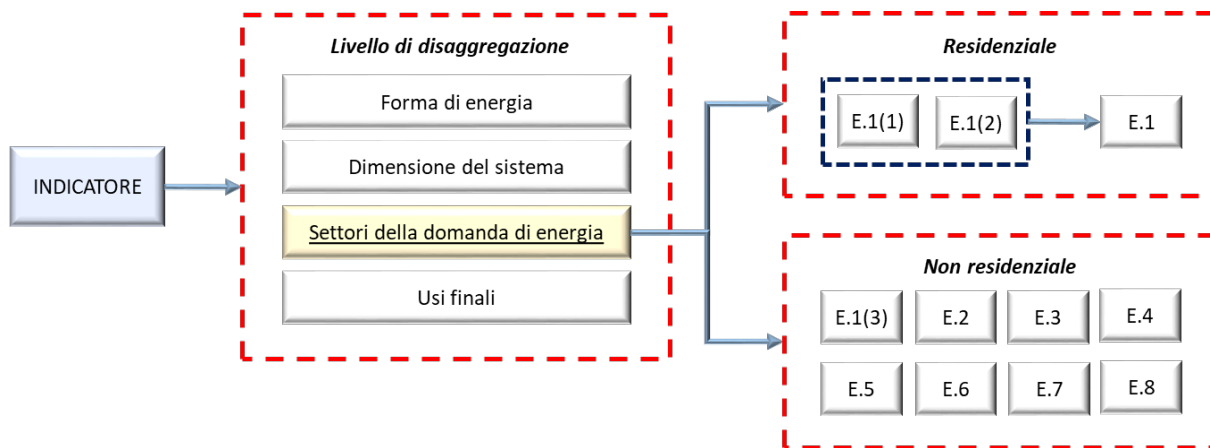 INDICATORE
Livello di disaggregazione
Forma di energia
Dimensione del sistema
Settori della domanda di energia
Usi finali
Residenziale
E.1(1)
E.1(2)
E.1
Non residenziale
E.1(3)
E.2
E.3
E.4
E.5
E.6
E.7
E.8